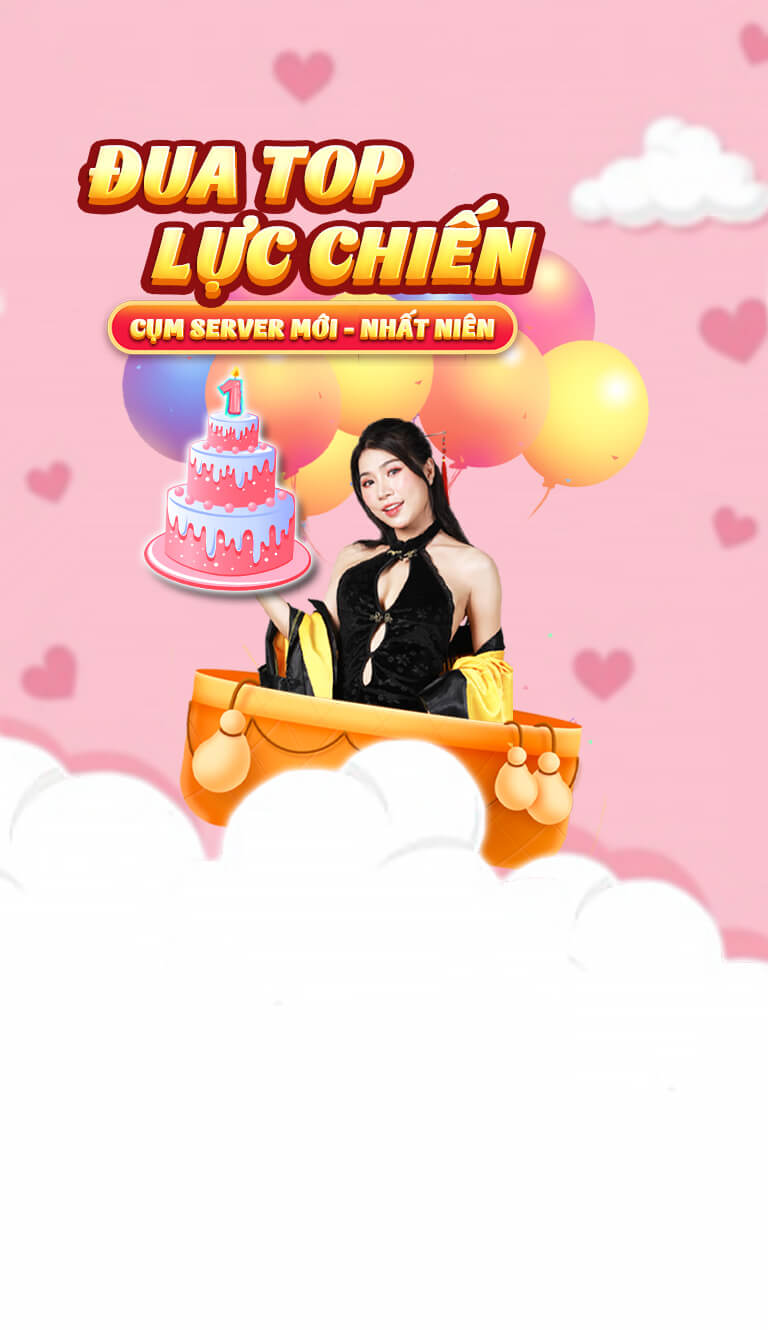 ĐUA TOP
LỰC CHIẾN
CỤM SERVER MỚI - NHẤT NIÊN
1